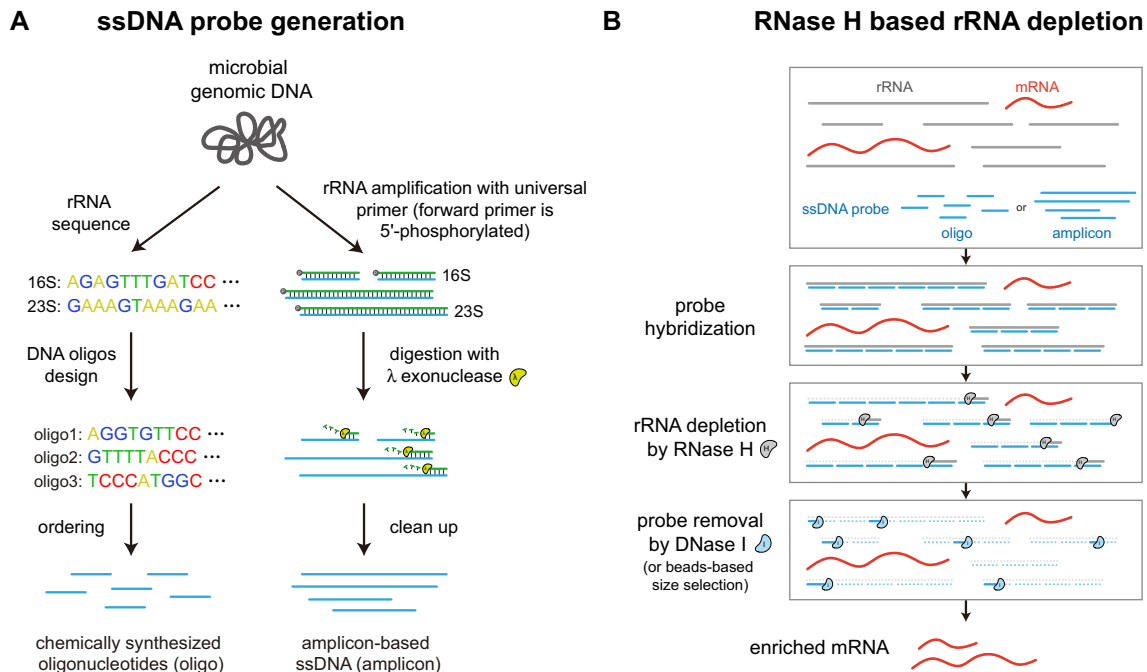 A ssDNA probe generation
microbial
genomic DNA
rRNA
sequence
rRNA amplification with universal
primer (forward primer is
5'-phosphorylated)
16S: AGAGTTTGATCC ···
23S: GAAAGTAAAGAA ···
16S
23S
DNA oligos
design
digestion with
λ exonuclease λ
oligo1: AGGTGTTCC ···
oligo2: GTTTTACCC ···
oligo3: TCCCATGGC ···
λ
λ
λ
λ
ordering
clean up
chemically synthesized
oligonucleotides (oligo)
amplicon-based
ssDNA (amplicon)
B RNase H based rRNA depletion
rRNA
mRNA
ssDNA probe
or
oligo
amplicon
probe
hybridization
rRNA depletion
by RNase H H
H
H
H
H
H
H
H
probe removal
by DNase I I
(or beads-based
size selection)
I
I
I
I
I
I
I
enriched mRNA